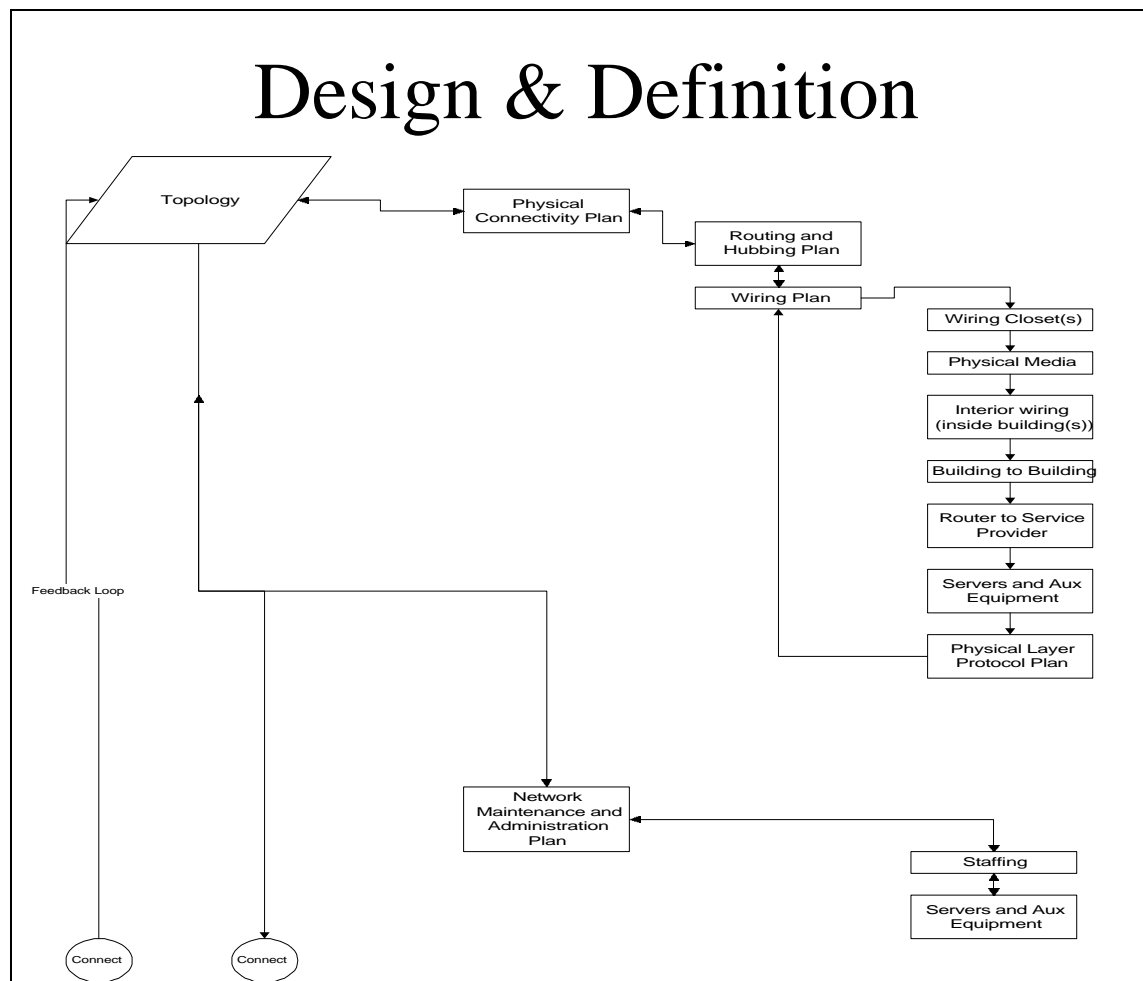 Design & Definition
Topology
Physical
Connectivity Plan
Routing and
Hubbing Plan
Wiring Plan
Wiring Closet(s)
Physical Media
Interior wiring
(inside building(s))
Building to Building
Router to Service
Provider
Servers and Aux
Equipment
Physical Layer
Protocol Plan
Feedback Loop
Network
Maintenance and
Administration
Plan
Staffing
Servers and Aux
Equipment
Connect
Connect